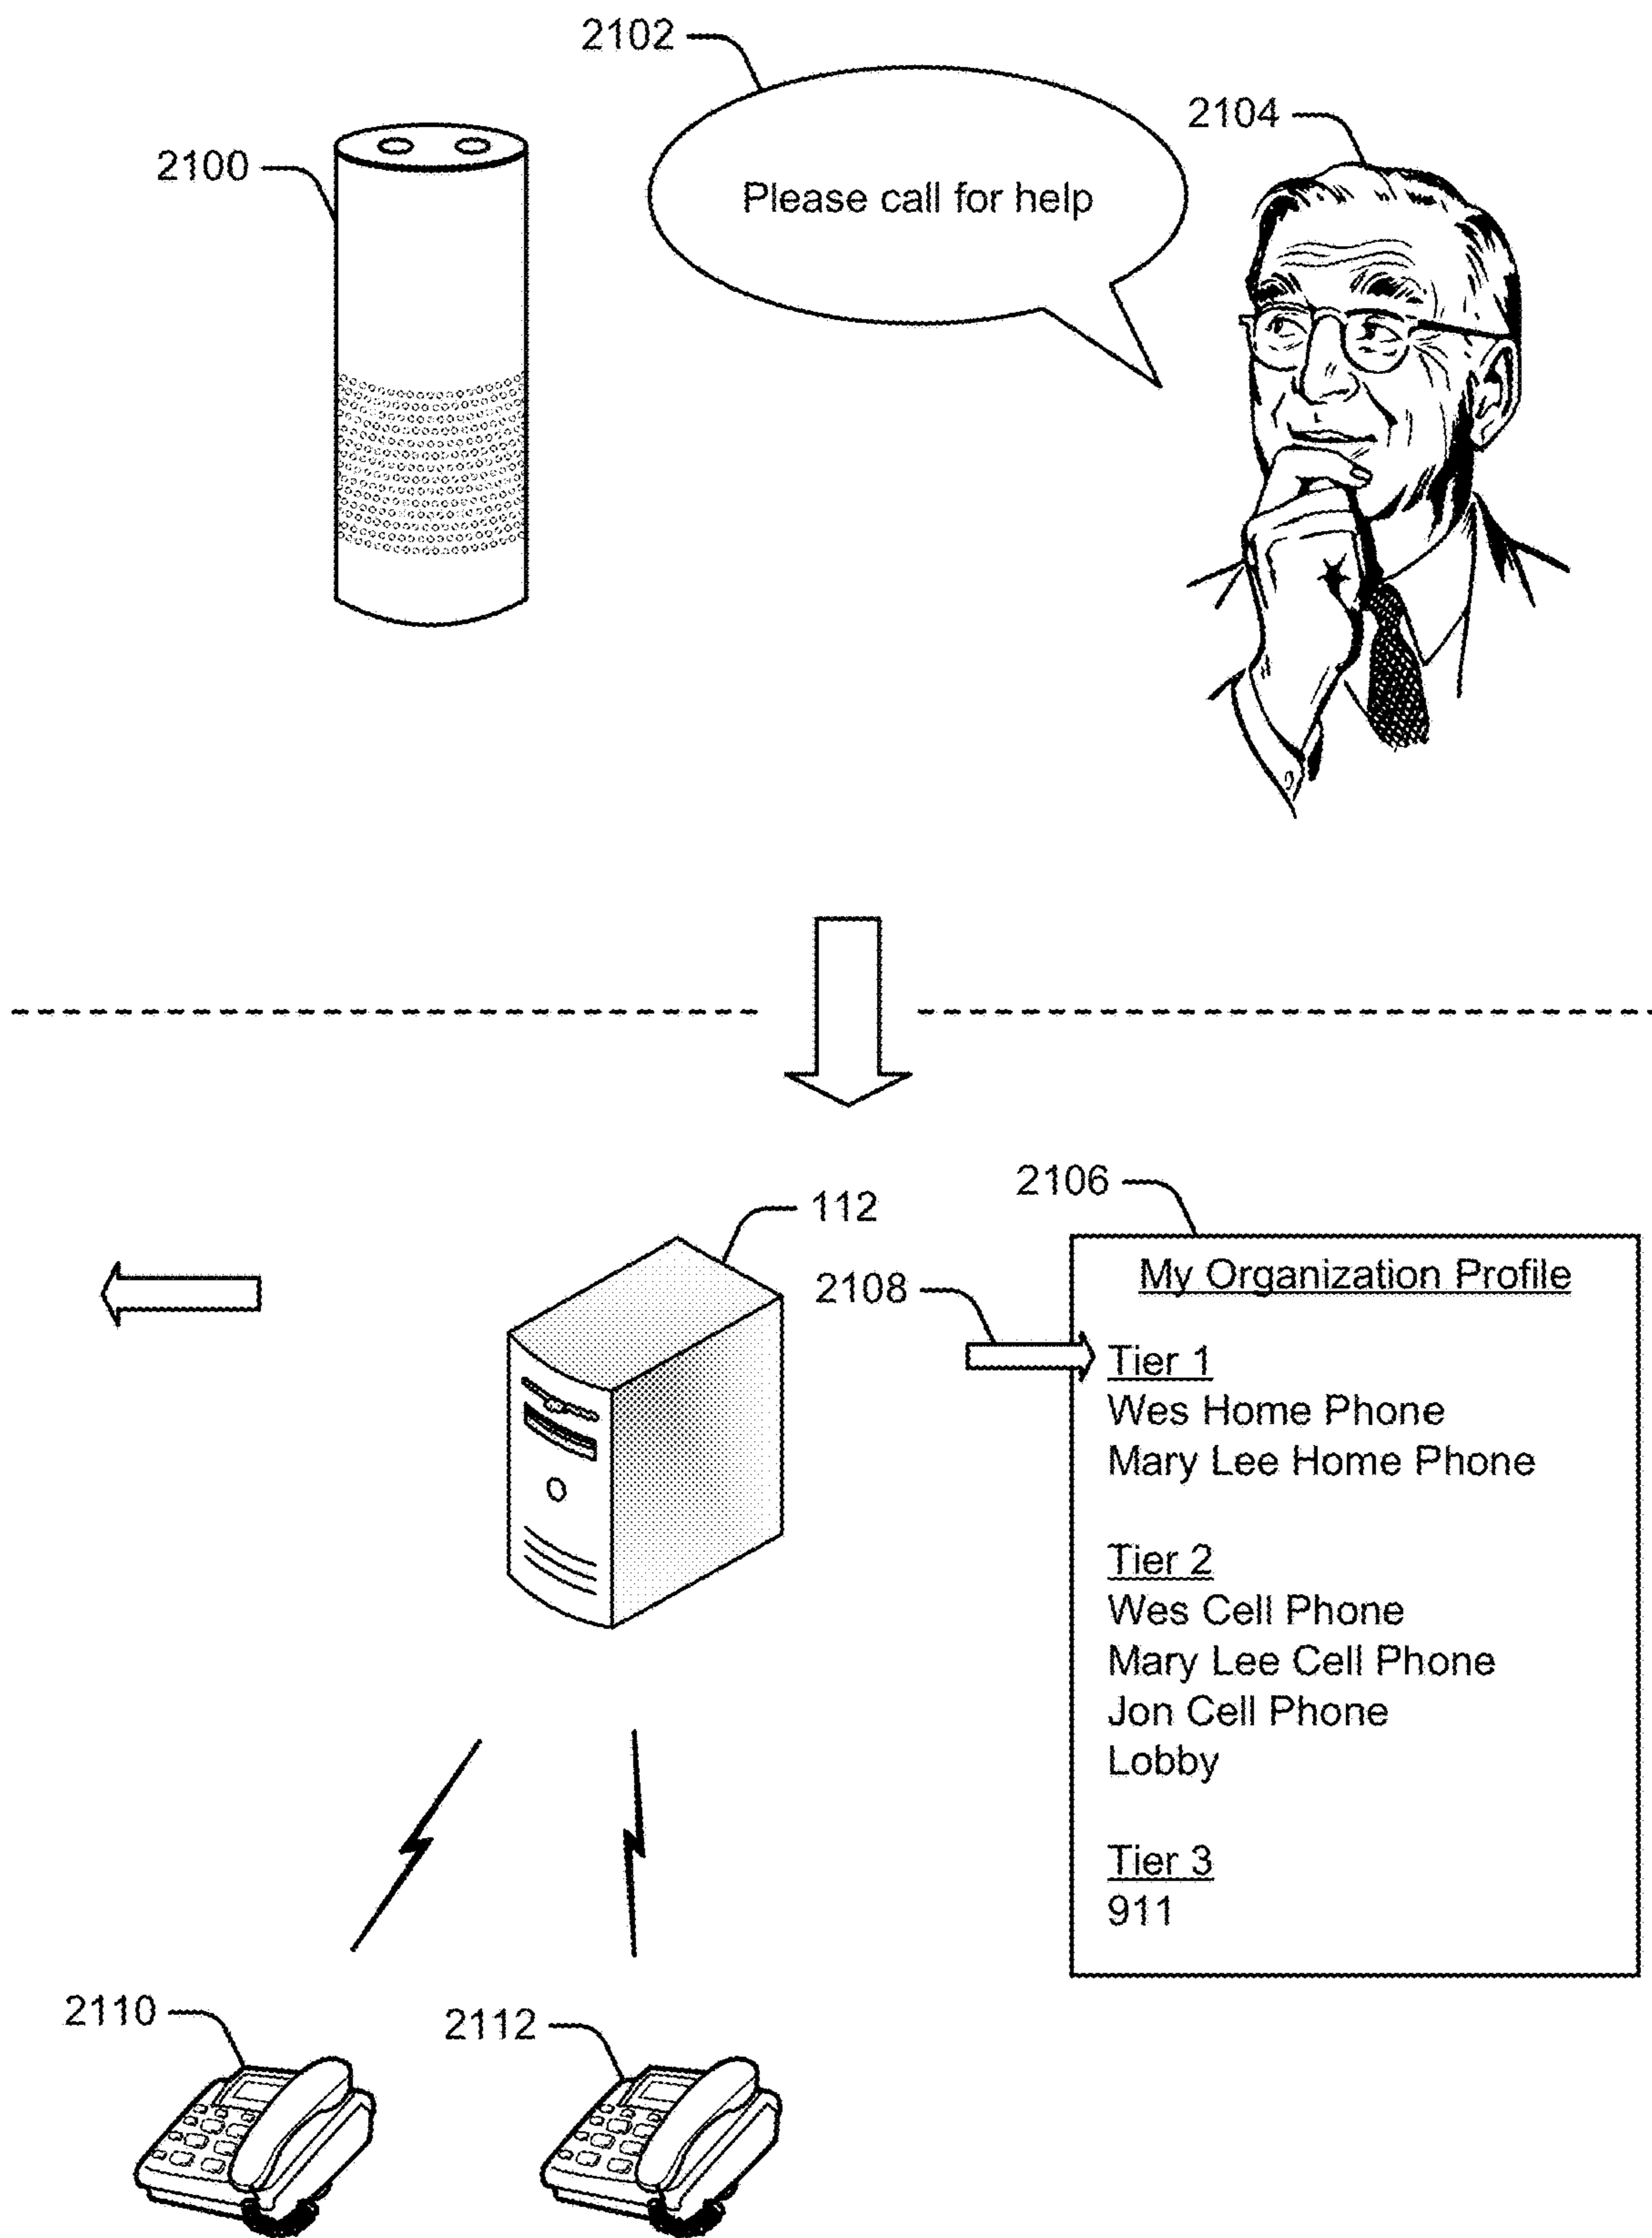 2102
2104
2100
Please call for help
2106
112
2108
My Organization Profile
Tier 1
Wes Home Phone
Mary Lee Home Phone
Tier 2
Wes Cell Phone
Mary Lee Cell Phone
Jon Cell Phone
Lobby
Tier 3
911
2110
2112